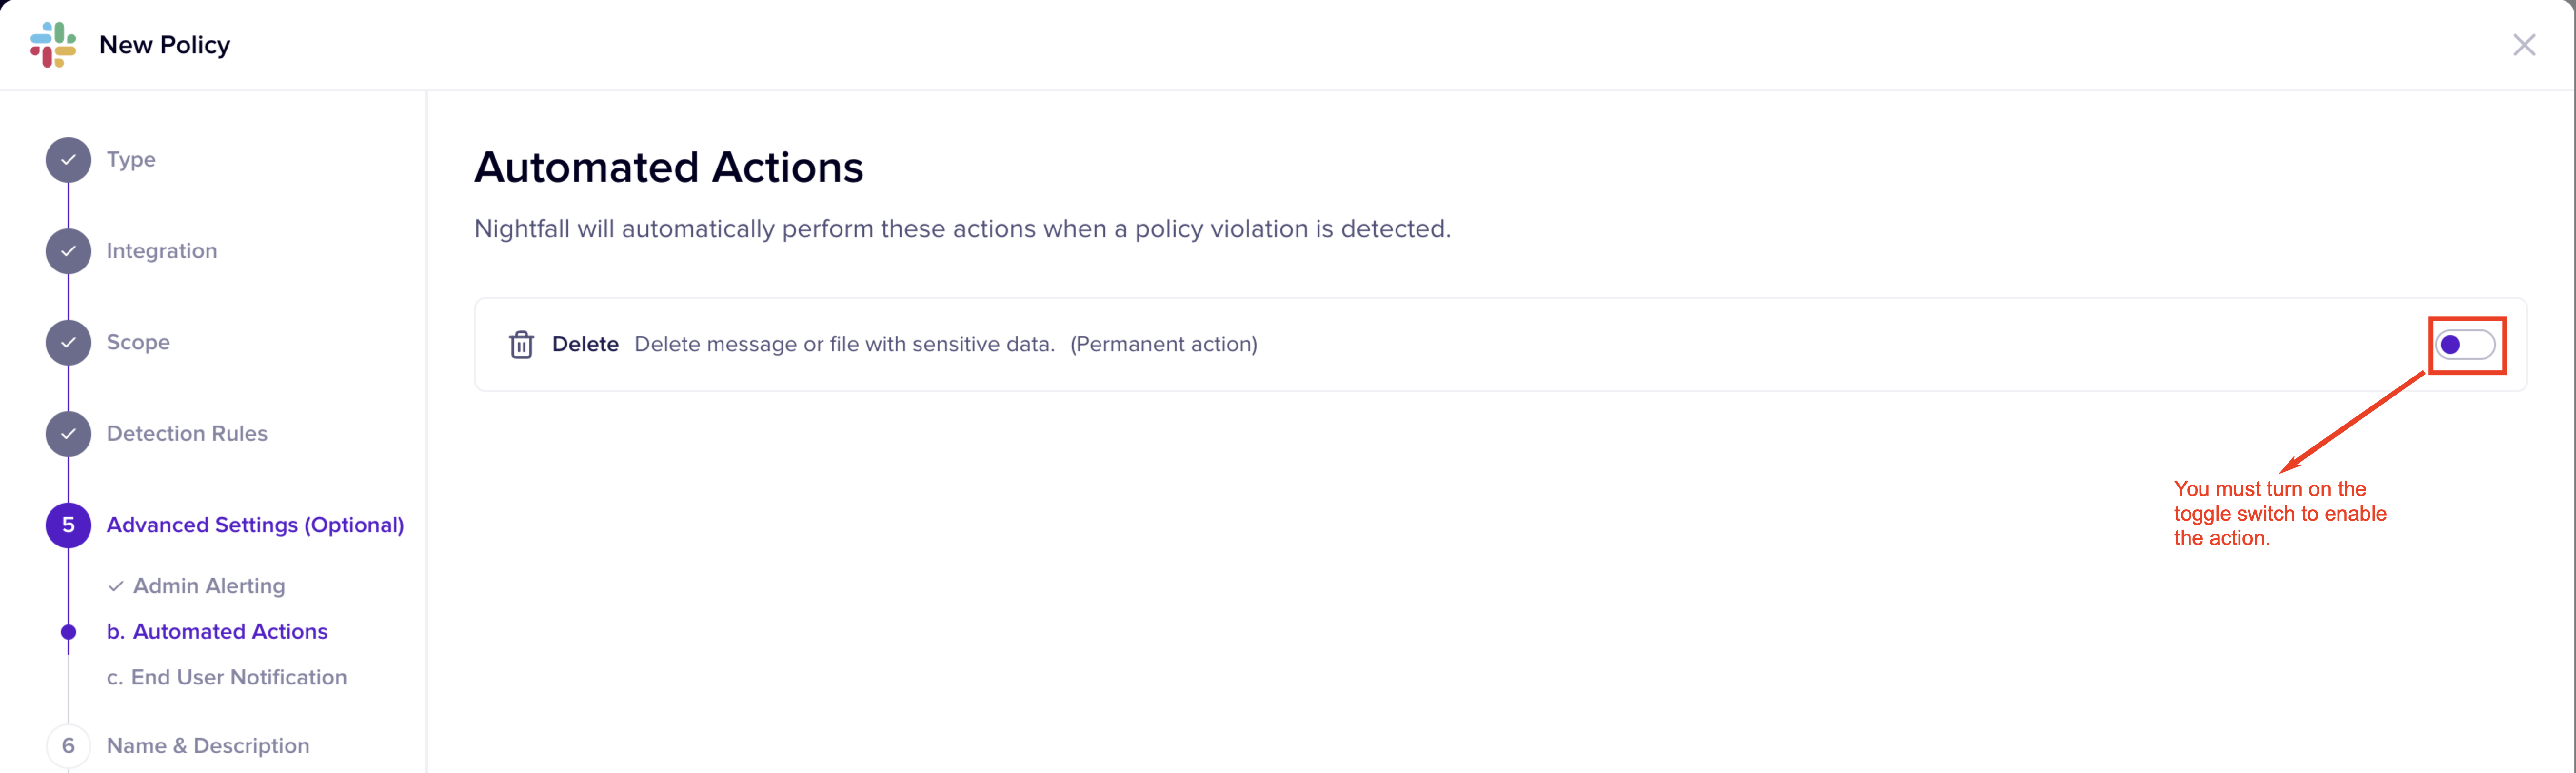 New Policy
Type
Integration
Scope
Detection Rules
5 Advanced Settings (Optional)
Admin Alerting
b. Automated Actions
c. End User Notification
6 Name & Description
Automated Actions
Nightfall will automatically perform these actions when a policy violation is detected.
Delete Delete message or file with sensitive data. (Permanent action)
You must turn on the
toggle switch to enable
the action.